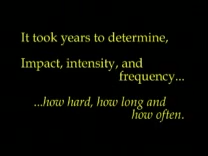 It took years to determine,
Impact, intensity, and
frequency...
...how hard, how long and
how often.